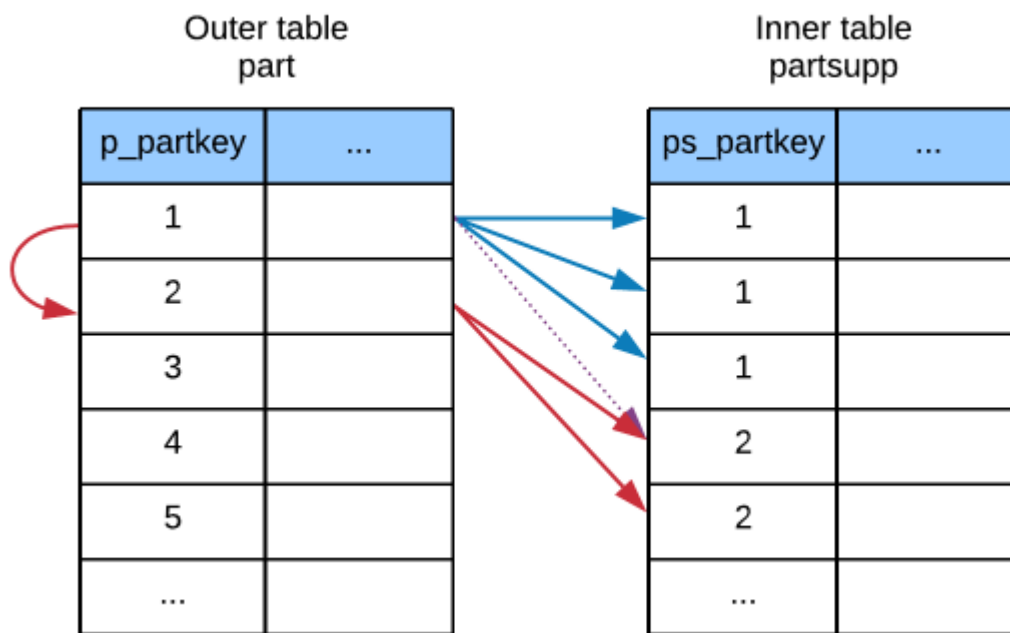 Outer table
part
Inner table
partsupp
p_partkey ...
ps_partkey ...
1
1
2
1
3
1
4
2
5
2
...
...